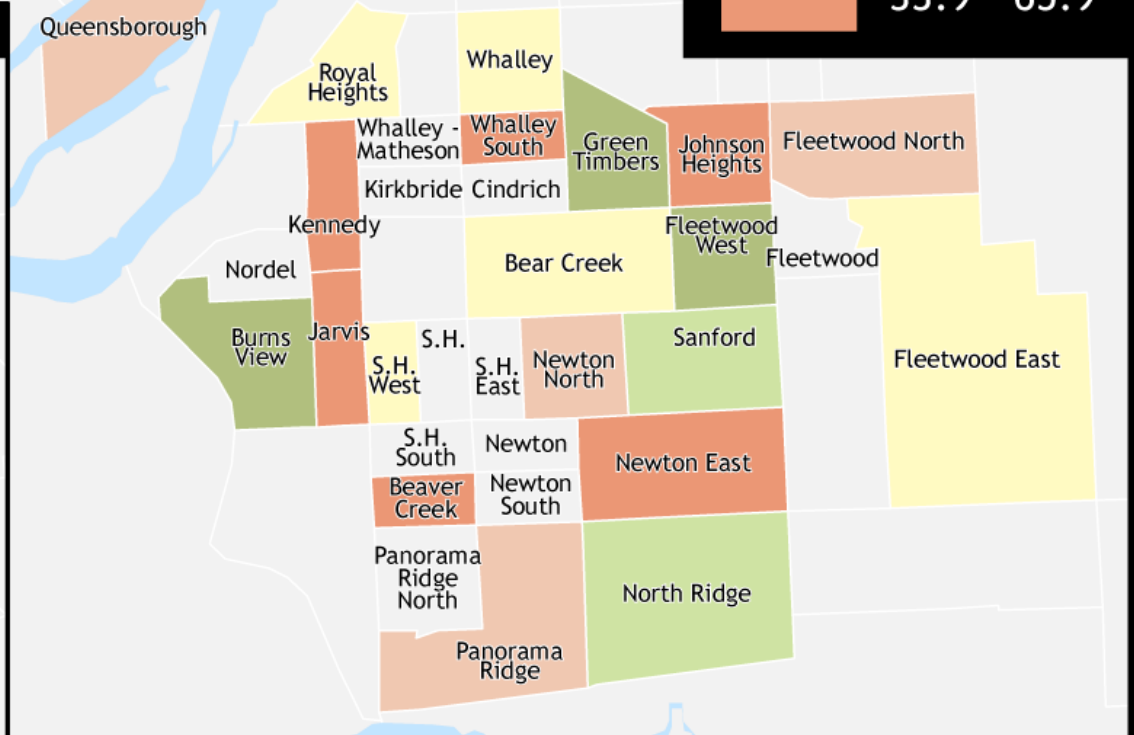 Queensborough
Royal
Heights
Whalley
Whalley -
Matheson
Whalley
South
Green
Timbers
Johnson
Heights
Fleetwood North
Kirkbride
Cindrich
Kennedy
Fleetwood
West
Fleetwood
Bear Creek
Nordel
Burns
View
Jarvis
S.H.
West
S.H.
S.H.
East
Newton
North
Sanford
Fleetwood East
S.H.
South
Newton
Newton East
Beaver
Creek
Newton
South
Panorama
Ridge
North
North Ridge
Panorama
Ridge